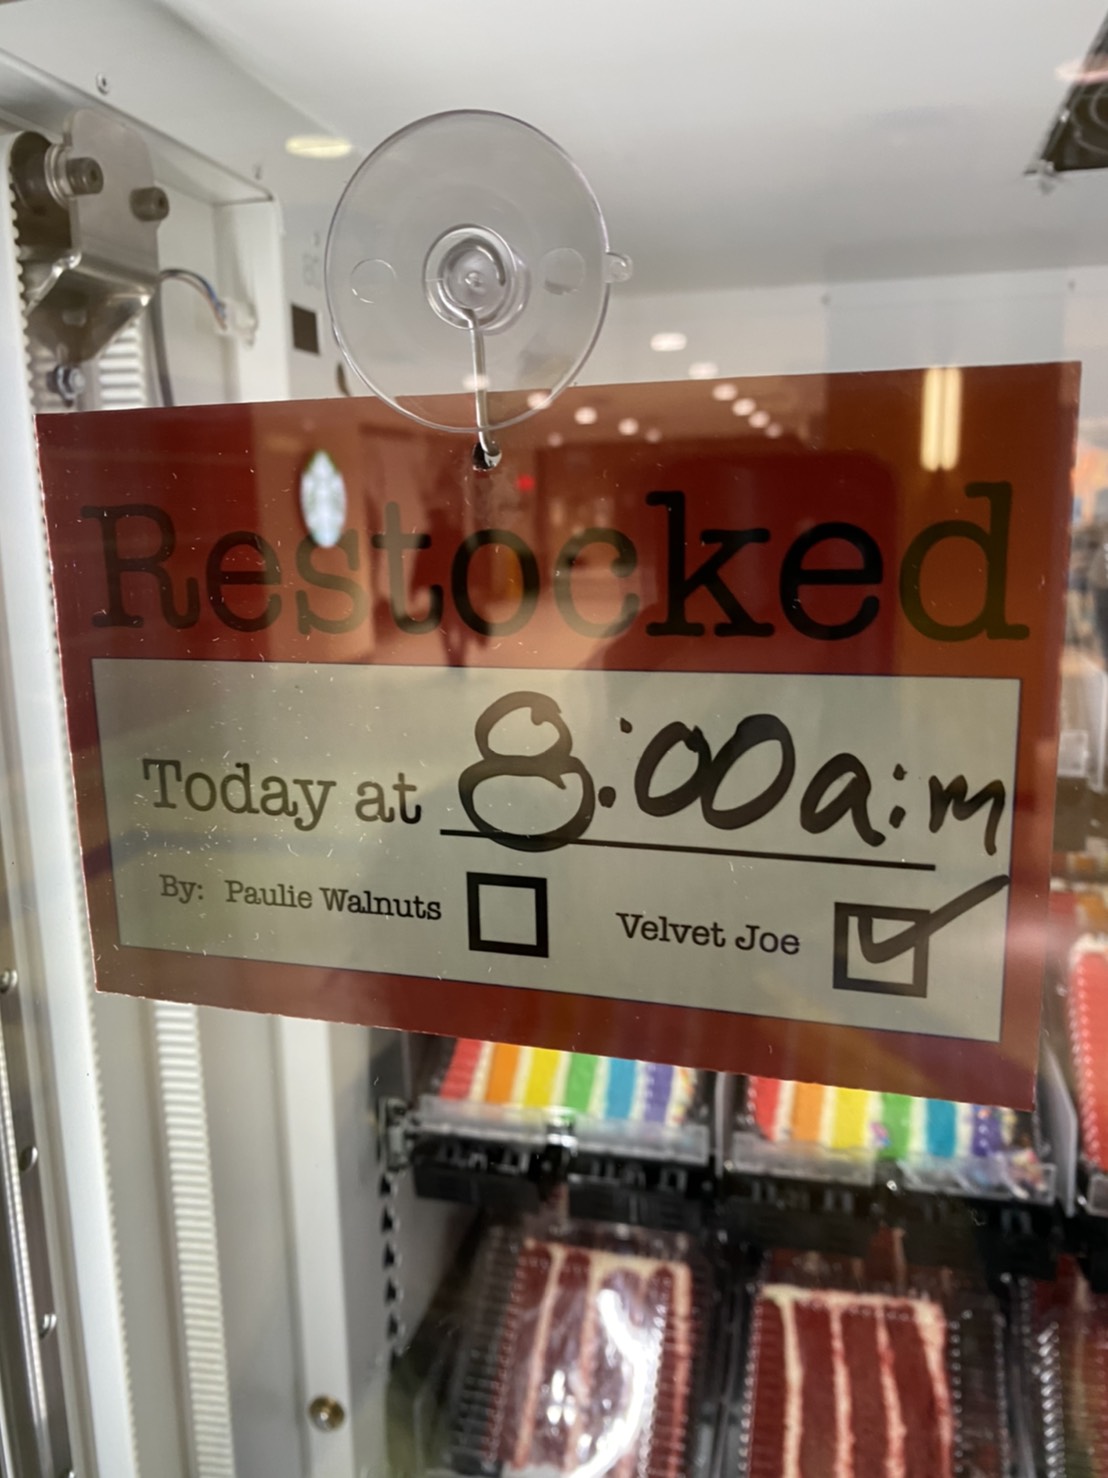 Restocked
Today at 8:00a:m
By: Paulie Walnuts Velvet Joe